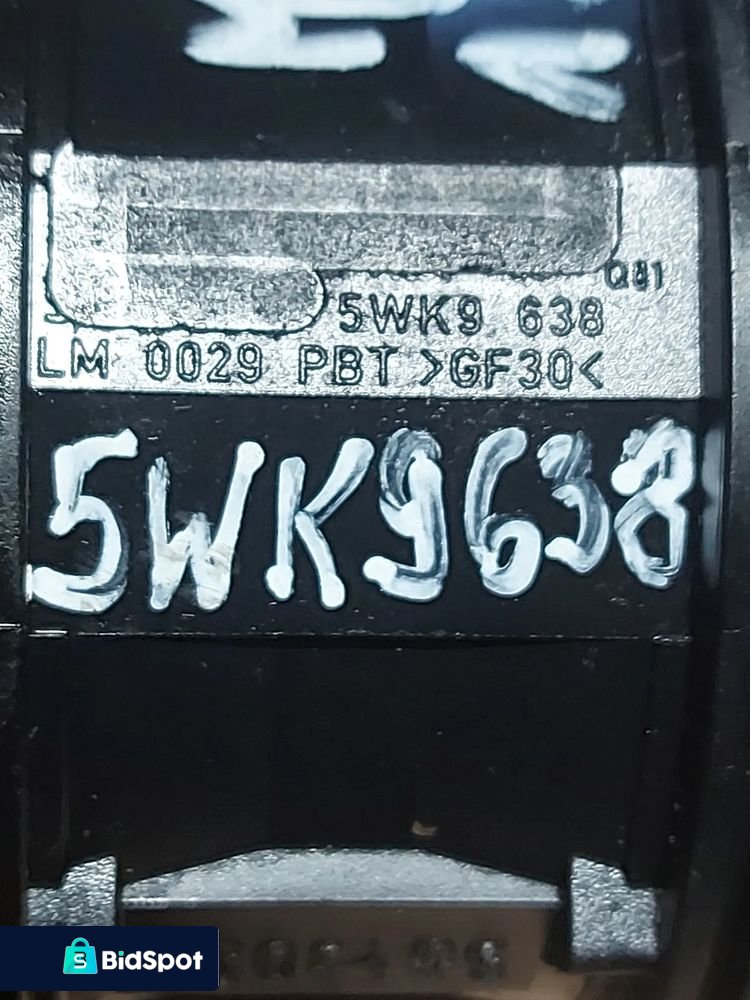 Q81
5WK9 638
LM 0029 PBT >GF30<
5WK9638
BidSpot